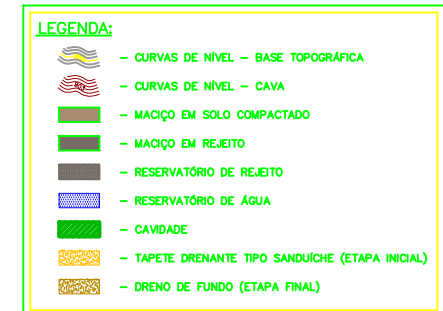 LEGENDA:
– CURVAS DE NÍVEL – BASE TOPOGRÁFICA
– CURVAS DE NÍVEL – CAVA
– MACIÇO EM SOLO COMPACTADO
– MACIÇO EM REJEITO
– RESERVATÓRIO DE REJEITO
– RESERVATÓRIO DE ÁGUA
– CAVIDADE
– TAPETE DRENANTE TIPO SANDUÍCHE (ETAPA INICIAL)
– DRENO DE FUNDO (ETAPA FINAL)